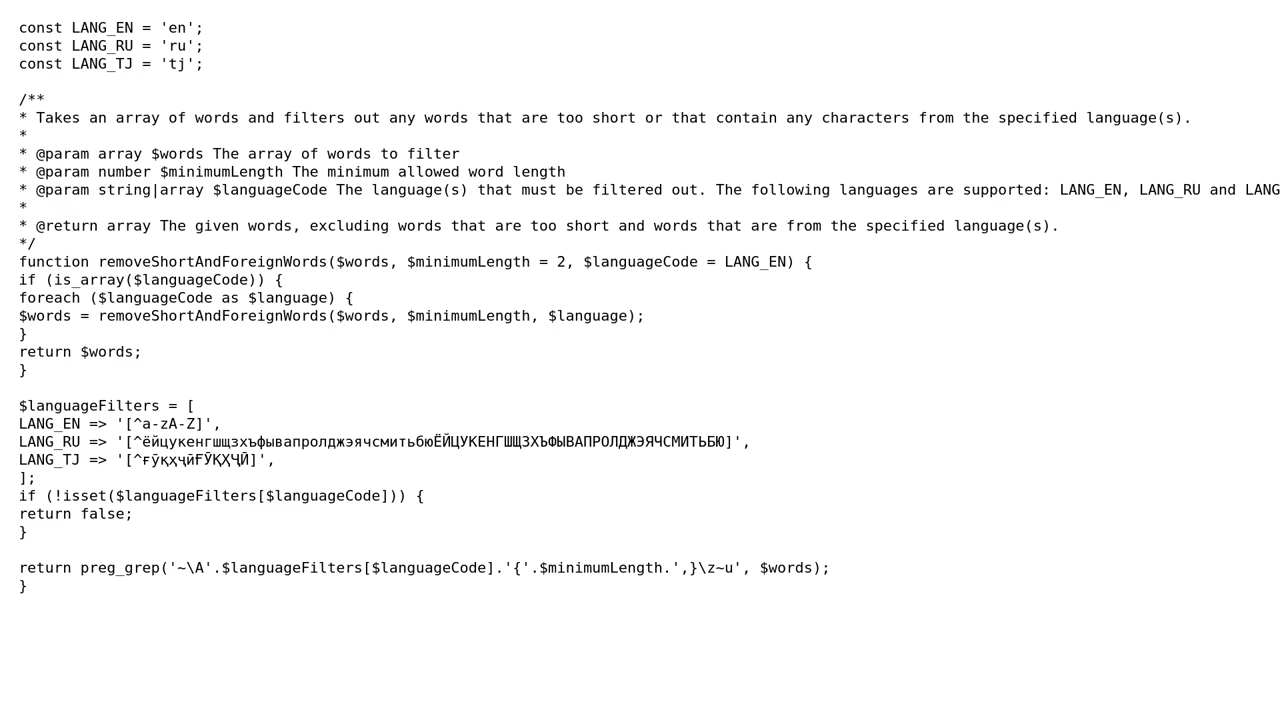 const LANG_EN = 'en';
const LANG_RU = 'ru';
const LANG_TJ = 'tj';
/**
* Takes an array of words and filters out any words that are too short or that contain any characters from the specified language(s).
*
* @param array $words The array of words to filter
* @param number $minimumLength The minimum allowed word length
* @param string|array $languageCode The language(s) that must be filtered out. The following languages are supported: LANG_EN, LANG_RU and LANG
*
* @return array The given words, excluding words that are too short and words that are from the specified language(s).
*/
function removeShortAndForeignWords($words, $minimumLength = 2, $languageCode = LANG_EN) {
if (is_array($languageCode)) {
foreach ($languageCode as $language) {
$words = removeShortAndForeignWords($words, $minimumLength, $language);
}
return $words;
}
$languageFilters = [
LANG_EN => '[^a-zA-Z]',
LANG_RU => '[^ёйцукенгшщзхъфывапролджэячсмитьбюЁЙЦУКЕНГШЩЗХЪФЫВАПРОЛДЖЭЯЧСМИТЬБЮ]',
LANG_TJ => '[^ғӯқҳҷӣҒӮҚҲҶӢ]',
];
if (!isset($languageFilters[$languageCode])) {
return false;
}
return preg_grep('~\A'.$languageFilters[$languageCode].'{'.$minimumLength.',}\z~u', $words);
}